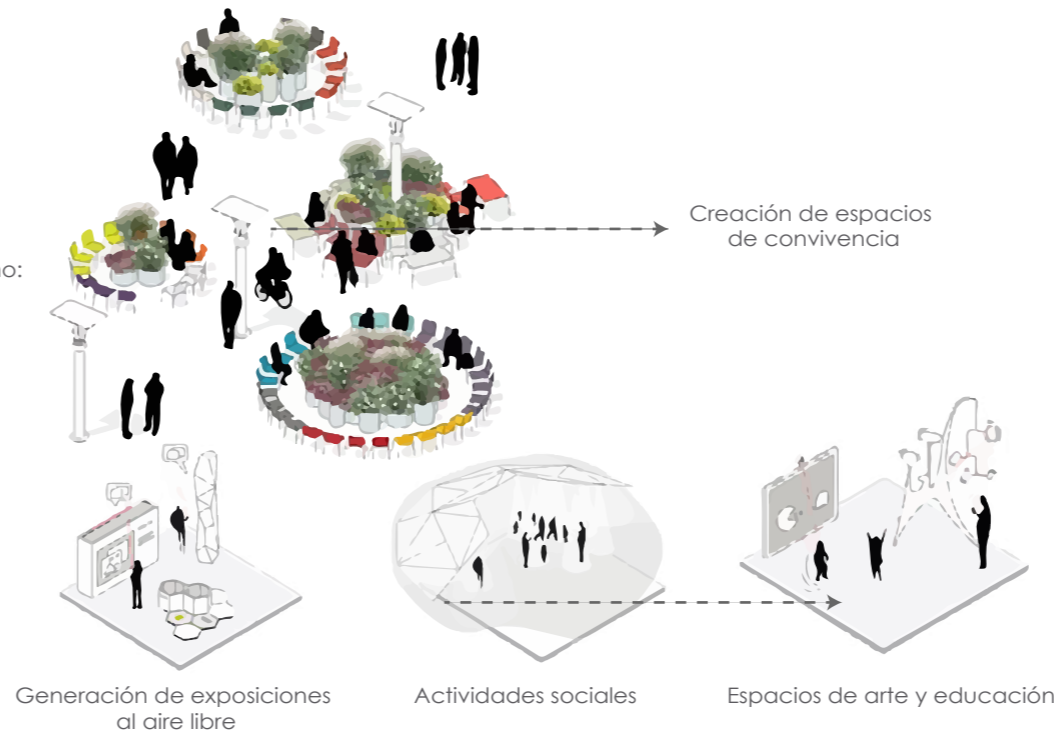 Creación de espacios
de convivencia
o:
Generación de exposiciones
al aire libre
Actividades sociales
Espacios de arte y educación